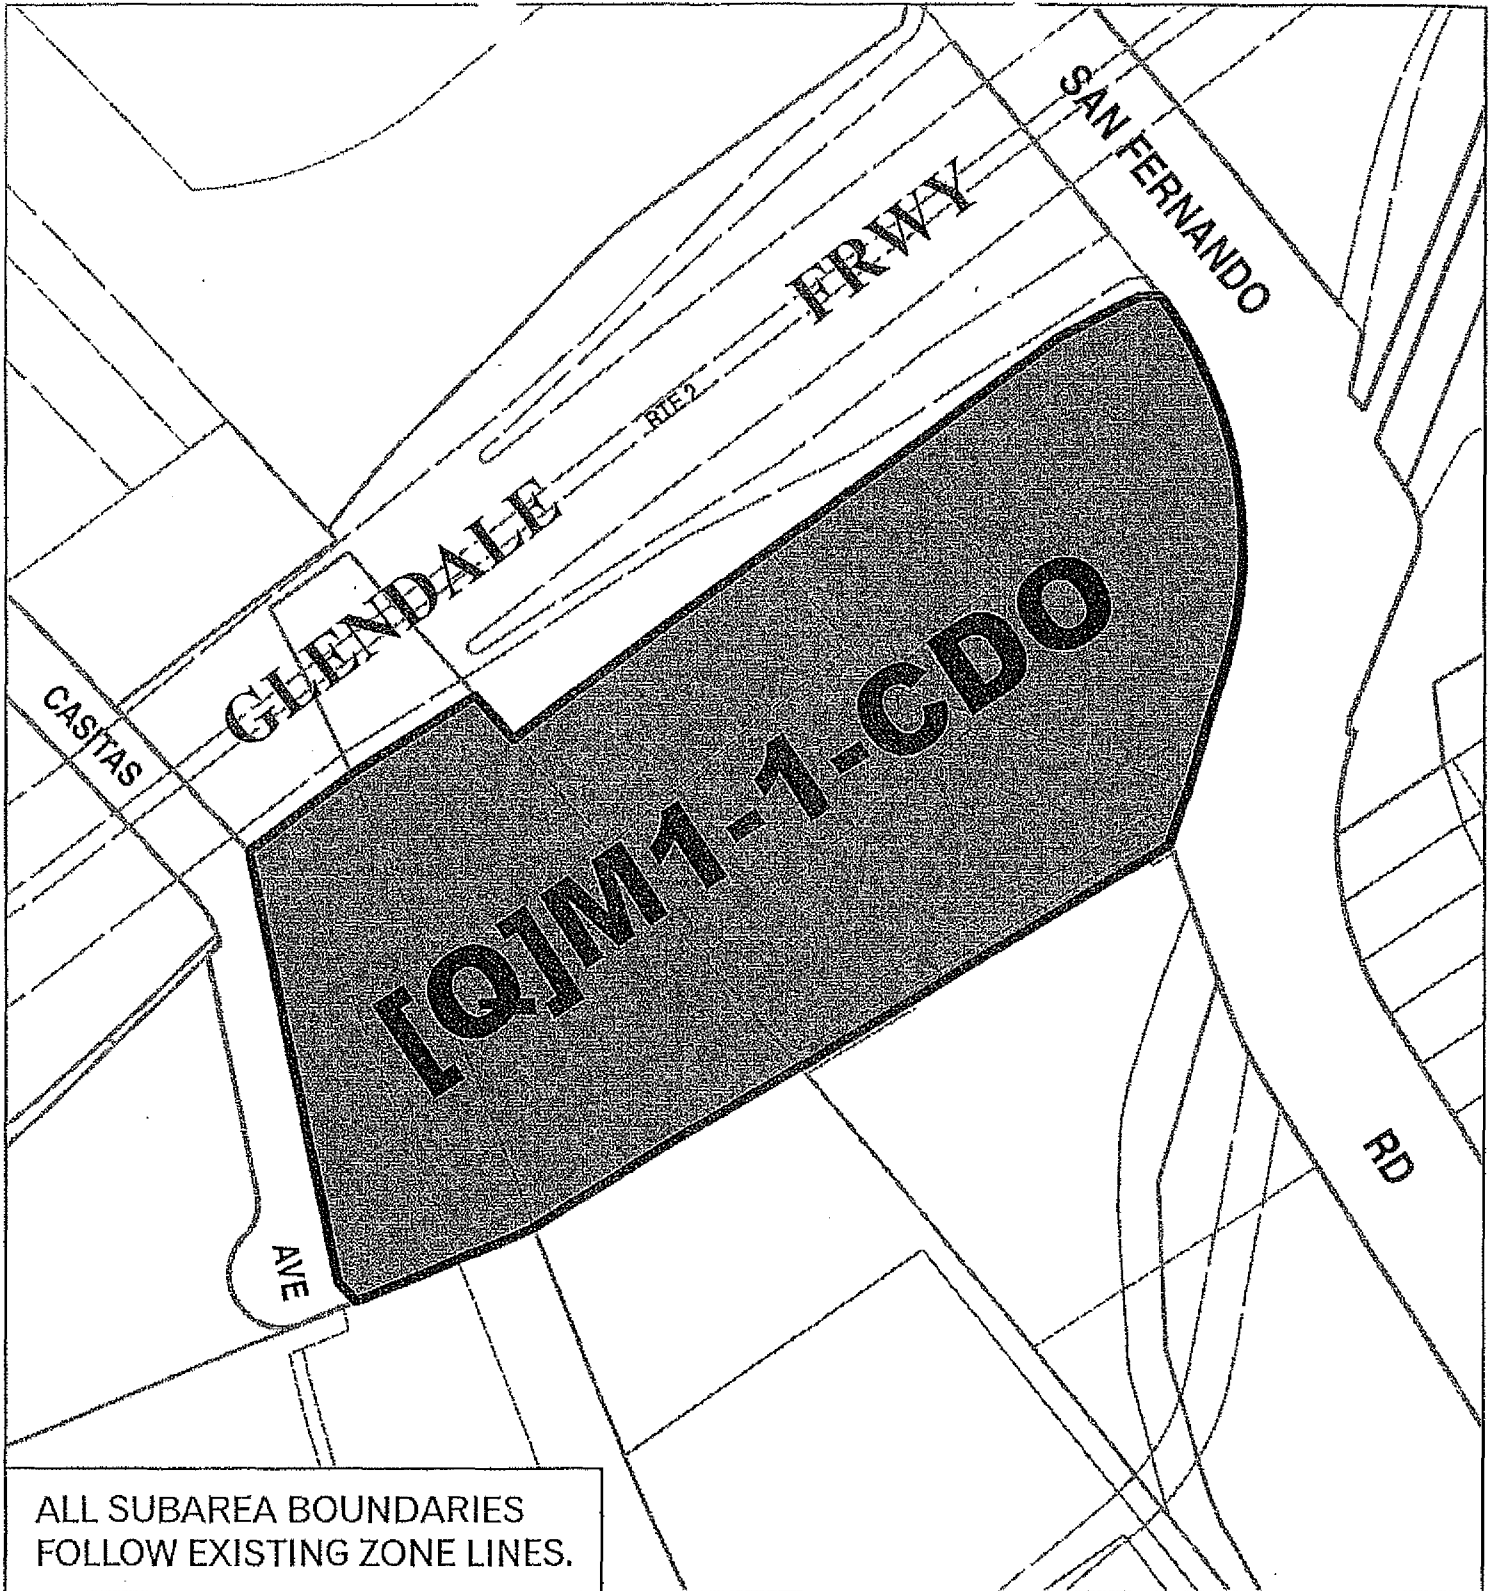 SAN FERNANDO
FRWY
RTE 2
GLENDALE
CASITAS
[Q]M1-1-CDO
RD
AVE
ALL SUBAREA BOUNDARIES
FOLLOW EXISTING ZONE LINES.